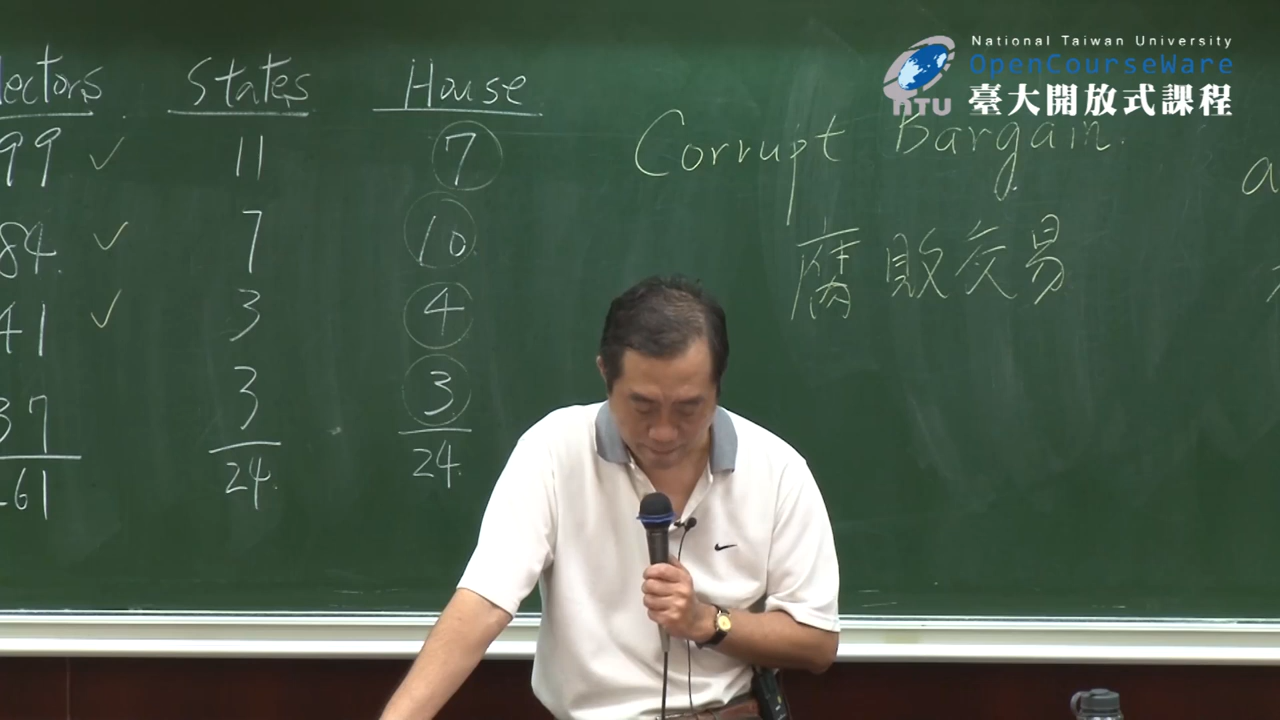 National Taiwan University
OpenCourseWare
NTU 臺大開放式課程
lectors States House
99 ✓ 11 7
84. ✓ 7 10
41 ✓ 3 4
37 3 3
261 24. 24.
Corrupt Bargain.
腐敗交易
a